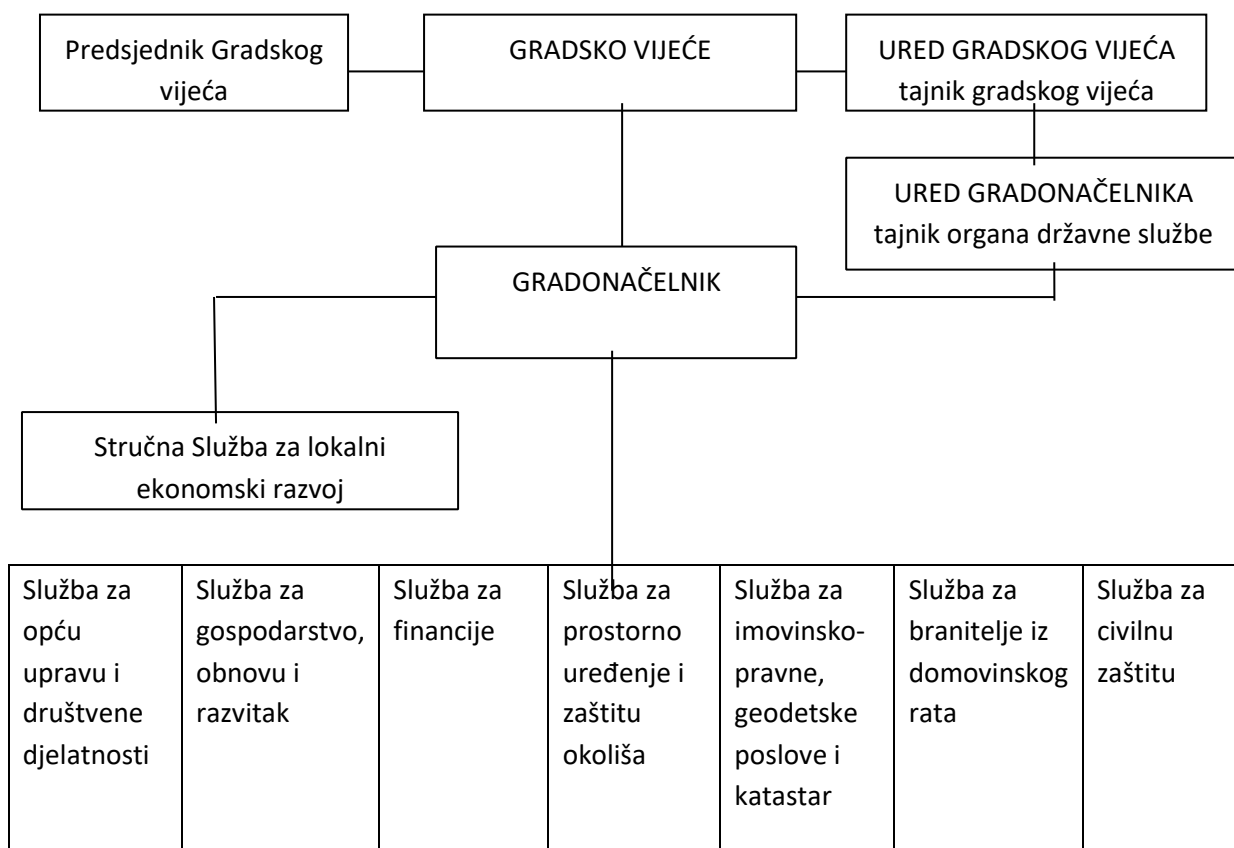 Predsjednik Gradskog
vijeća
GRADSKO VIJEĆE
URED GRADSKOG VIJEĆA
tajnik gradskog vijeća
URED GRADONAČELNIKA
tajnik organa državne službe
GRADONAČELNIK
Stručna Služba za lokalni
ekonomski razvoj
Služba za
opću
upravu i
društvene
djelatnosti
Služba za
gospodarstvo,
obnovu i
razvitak
Služba za
financije
Služba za
prostorno
uređenje i
zaštitu
okoliša
Služba za
imovinsko-
pravne,
geodetske
poslove i
katastar
Služba za
branitelje iz
domovinskog
rata
Služba za
civilnu
zaštitu